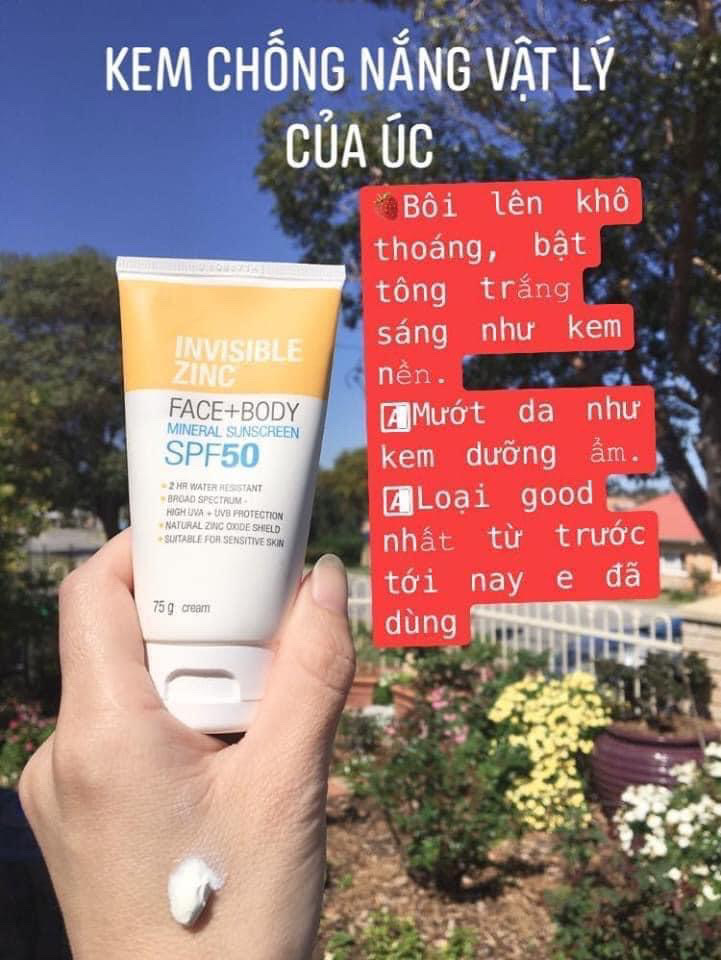 KEM CHỐNG NẮNG VẬT LÝ
CỦA ÚC
🍓Bôi lên khô
thoáng, bật
tông trắng
sáng như kem
nền.
🅰Mướt da như
kem dưỡng ẩm.
🅰Loại good
nhất từ trước
tới nay e đã
dùng
INVISIBLE
ZINC
FACE+BODY
MINERAL SUNSCREEN
SPF50
2 HR WATER RESISTANT
BROAD SPECTRUM -
HIGH UVA + UVB PROTECTION
NATURAL ZINC OXIDE SHIELD
SUITABLE FOR SENSITIVE SKIN
75 g cream